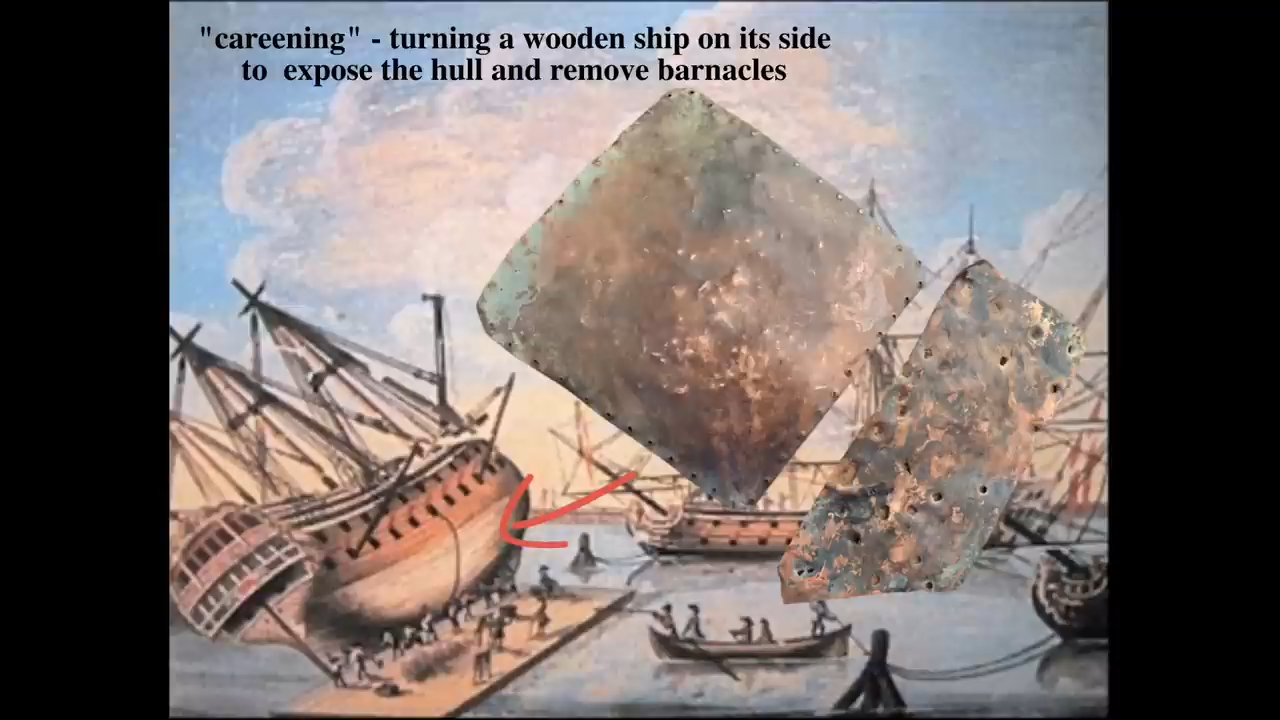 "careening" - turning a wooden ship on its side
to expose the hull and remove barnacles